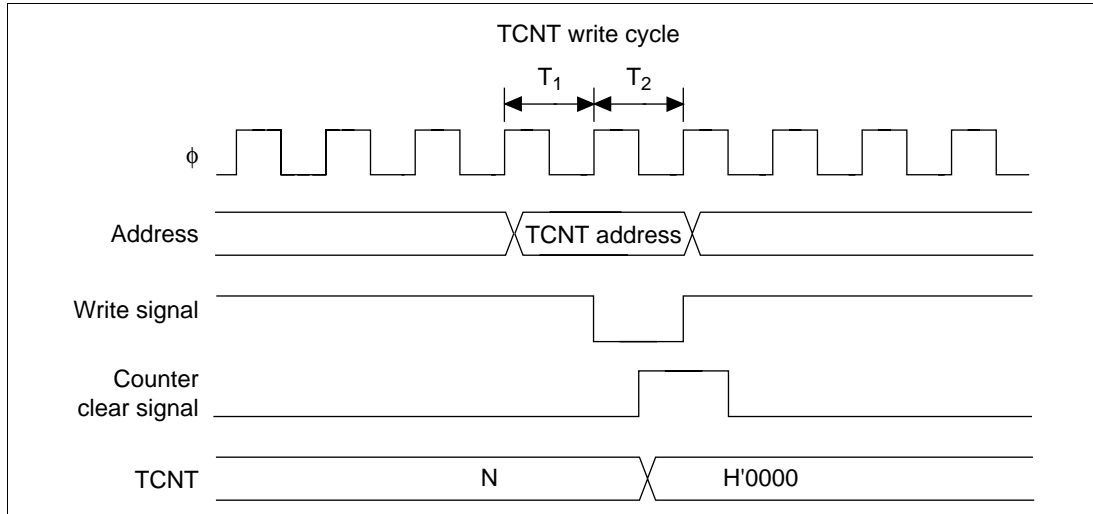 TCNT write cycle
T1 T2
ϕ
Address
TCNT address
Write signal
Counter
clear signal
TCNT
N
H'0000